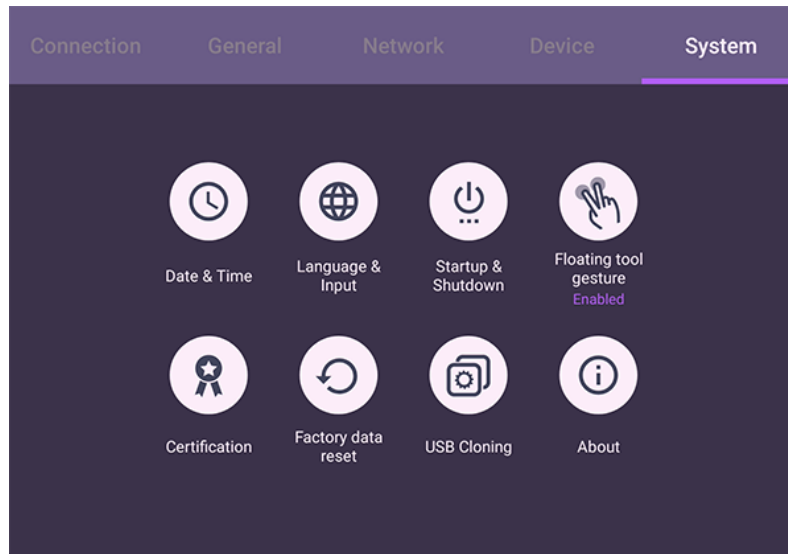 Connection General Network Device System
Date & Time
Language &
Input
Startup &
Shutdown
Floating tool
gesture
Enabled
Certification
Factory data
reset
USB Cloning
About